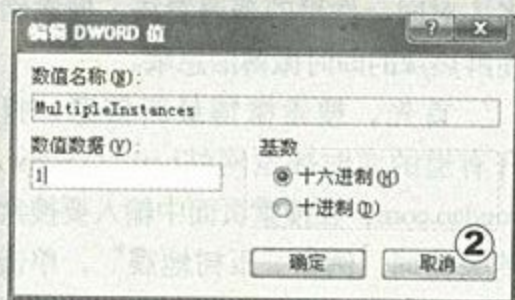 编辑 DWORD 值
数值名称(N):
MultipleInstances
数值数据(V):
1
基数
十六进制(H)
十进制(D)
确定
取消
②